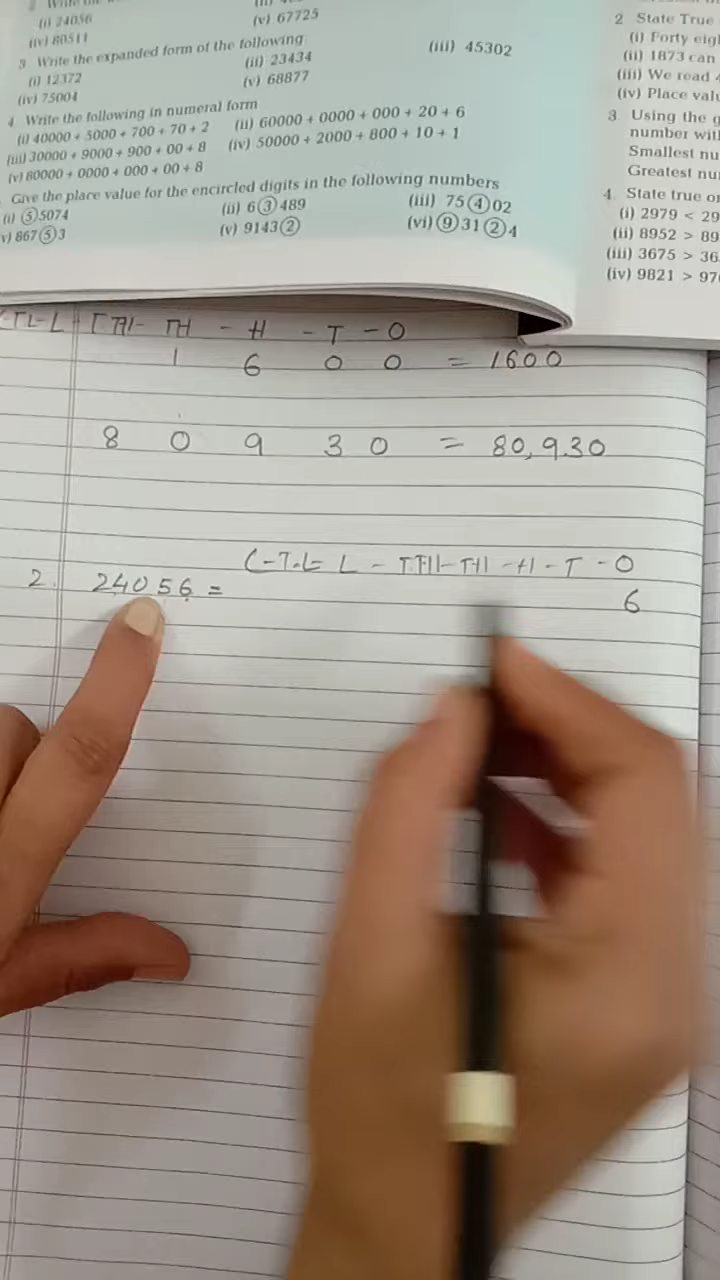 (i) 24056
(v) 67725
(iv) 80511
3 Write the expanded form of the following
(i) 12372
(ii) 23434
(iii) 45302
(iv) 75004
(v) 68877
4 Write the following in numeral form
(i) 40000 + 5000 + 700 + 70 + 2
(ii) 60000 + 0000 + 000 + 20 + 6
(iii) 30000 + 9000 + 900 + 00 + 8
(iv) 50000 + 2000 + 800 + 10 + 1
(v) 80000 + 0000 + 000 + 00 + 8
Give the place value for the encircled digits in the following numbers
(i) ⑤5074
(ii) 6③489
(iii) 75④02
v) 867⑤3
(v) 9143②
(vi) ⑨31②4
2 State True
(i) Forty eig
(ii) 1873 can
(iii) We read
(iv) Place valu
3 Using the g
number wit
Smallest nu
Greatest nu
4 State true o
(i) 2979 < 29
(ii) 8952 > 89
(iii) 3675 > 36
(iv) 9821 > 97
C-TL-L TTH- TH - H - T - O
1 6 0 0 = 1600
8 0 9 3 0 = 80,930
C-T.L- L - TTH- TH - H - T - O
2. 24056 = 6